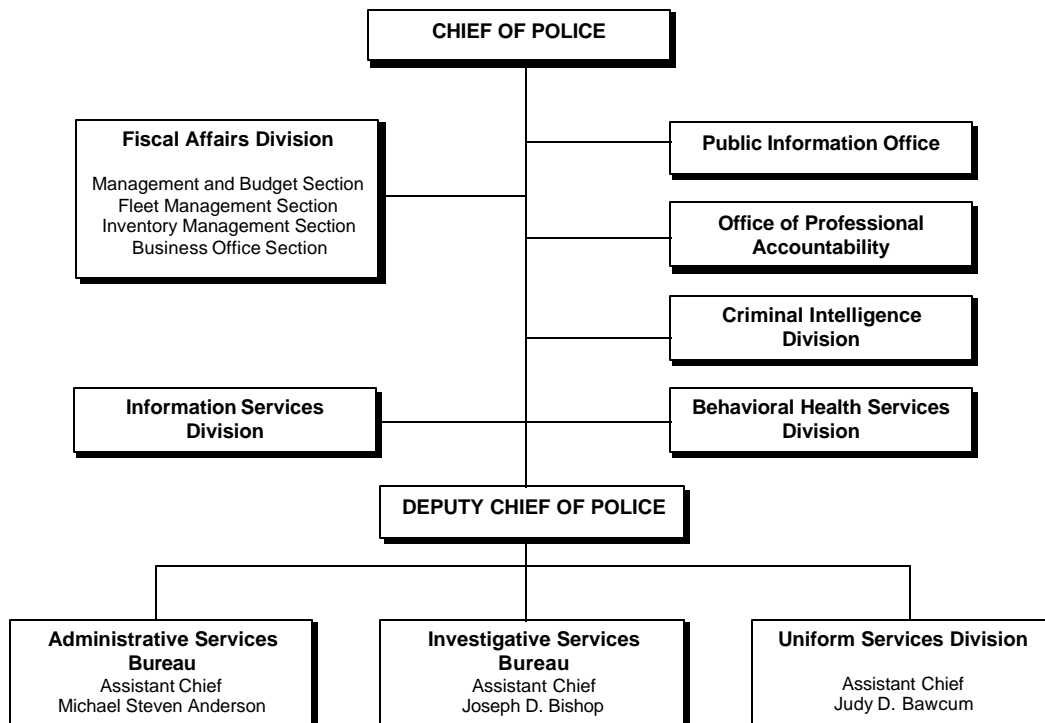 CHIEF OF POLICE
Fiscal Affairs Division
Management and Budget Section
Fleet Management Section
Inventory Management Section
Business Office Section
Public Information Office
Office of Professional
Accountability
Criminal Intelligence
Division
Information Services
Division
Behavioral Health Services
Division
DEPUTY CHIEF OF POLICE
Administrative Services
Bureau
Assistant Chief
Michael Steven Anderson
Investigative Services
Bureau
Assistant Chief
Joseph D. Bishop
Uniform Services Division
Assistant Chief
Judy D. Bawcum